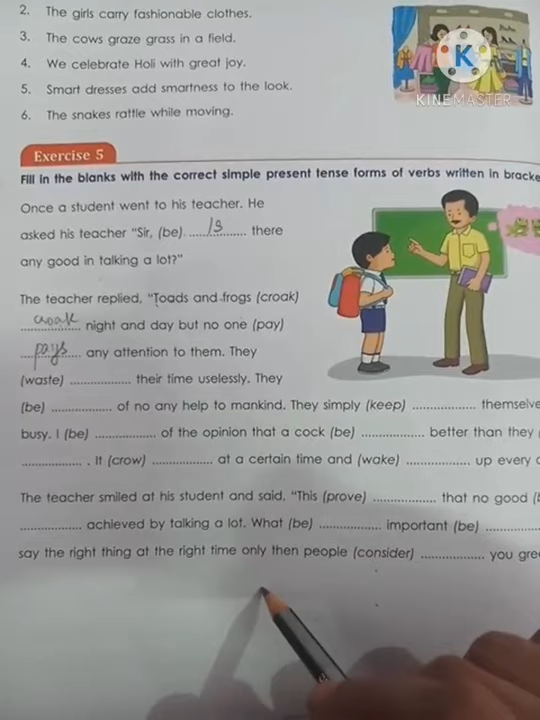 2. The girls carry fashionable clothes.
3. The cows graze grass in a field.
4. We celebrate Holi with great joy.
5. Smart dresses add smartness to the look.
6. The snakes rattle while moving.
K
KINEMASTER
Exercise 5
Fill in the blanks with the correct simple present tense forms of verbs written in bracke
Once a student went to his teacher. He
asked his teacher "Sir, (be) ......Is...... there
any good in talking a lot?"
The teacher replied, "Toads and frogs (croak)
croak night and day but no one (pay)
pays any attention to them. They
(waste) .................. their time uselessly. They
(be) .................. of no any help to mankind. They simply (keep) .................. themselve
busy. I (be) .................. of the opinion that a cock (be) .................. better than they
.................. . It (crow) .................. at a certain time and (wake) .................. up every
The teacher smiled at his student and said, "This (prove) .................. that no good
.................. achieved by talking a lot. What (be) .................. important (be) ..................
say the right thing at the right time only then people (consider) .................. you gre